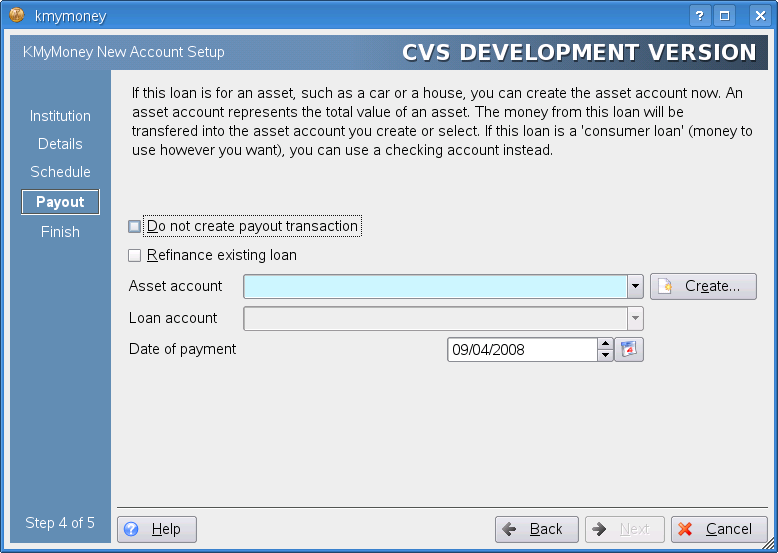 kmymoney
KMyMoney New Account Setup
CVS DEVELOPMENT VERSION
Institution
Details
Schedule
Payout
Finish
Step 4 of 5
If this loan is for an asset, such as a car or a house, you can create the asset account now. An
asset account represents the total value of an asset. The money from this loan will be
transfered into the asset account you create or select. If this loan is a 'consumer loan' (money to
use however you want), you can use a checking account instead.
Do not create payout transaction
Refinance existing loan
Asset account
Create...
Loan account
Date of payment
09/04/2008
Help
Back
Next
Cancel